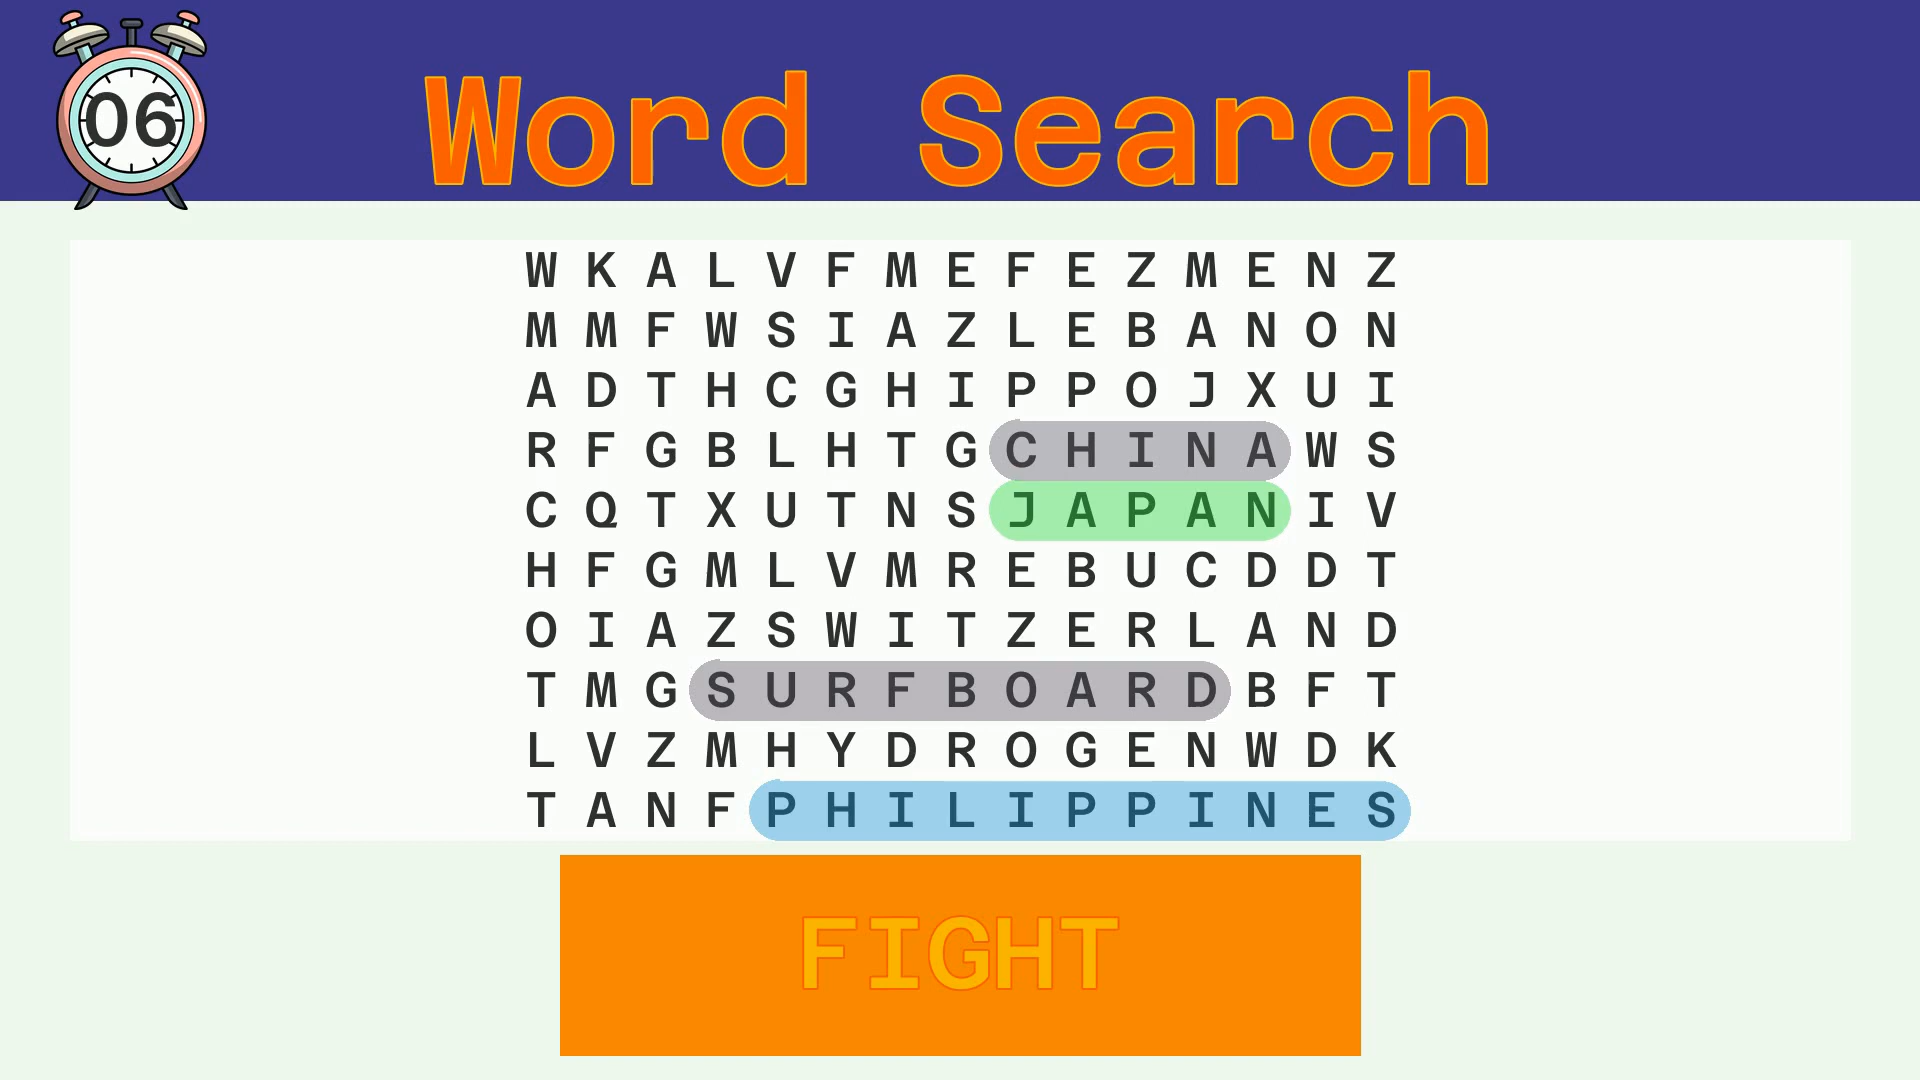 06
Word Search
W K A L V F M E F E Z M E N Z
M M F W S I A Z L E B A N O N
A D T H C G H I P P O J X U I
R F G B L H T G C H I N A W S
C Q T X U T N S J A P A N I V
H F G M L V M R E B U C D D T
O I A Z S W I T Z E R L A N D
T M G S U R F B O A R D B F T
L V Z M H Y D R O G E N W D K
T A N F P H I L I P P I N E S
FIGHT